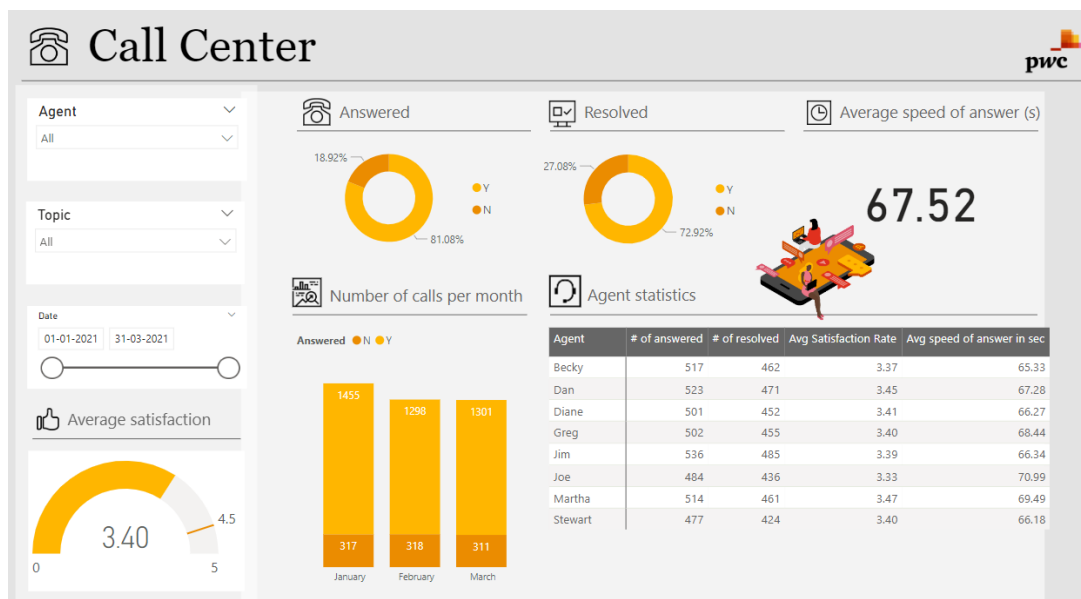 Call Center
pwc
Agent
All
Topic
All
Date
01-01-2021 31-03-2021
Average satisfaction
3.40
4.5
0 5
Answered
18.92%
Y
N
81.08%
Resolved
27.08%
Y
N
72.92%
Average speed of answer (s)
67.52
Number of calls per month
Answered N Y
1455 1298 1301
317 318 311
January February March
Agent statistics
Agent # of answered # of resolved Avg Satisfaction Rate Avg speed of answer in sec
Becky 517 462 3.37 65.33
Dan 523 471 3.45 67.28
Diane 501 452 3.41 66.27
Greg 502 455 3.40 68.44
Jim 536 485 3.39 66.34
Joe 484 436 3.33 70.99
Martha 514 461 3.47 69.49
Stewart 477 424 3.40 66.18